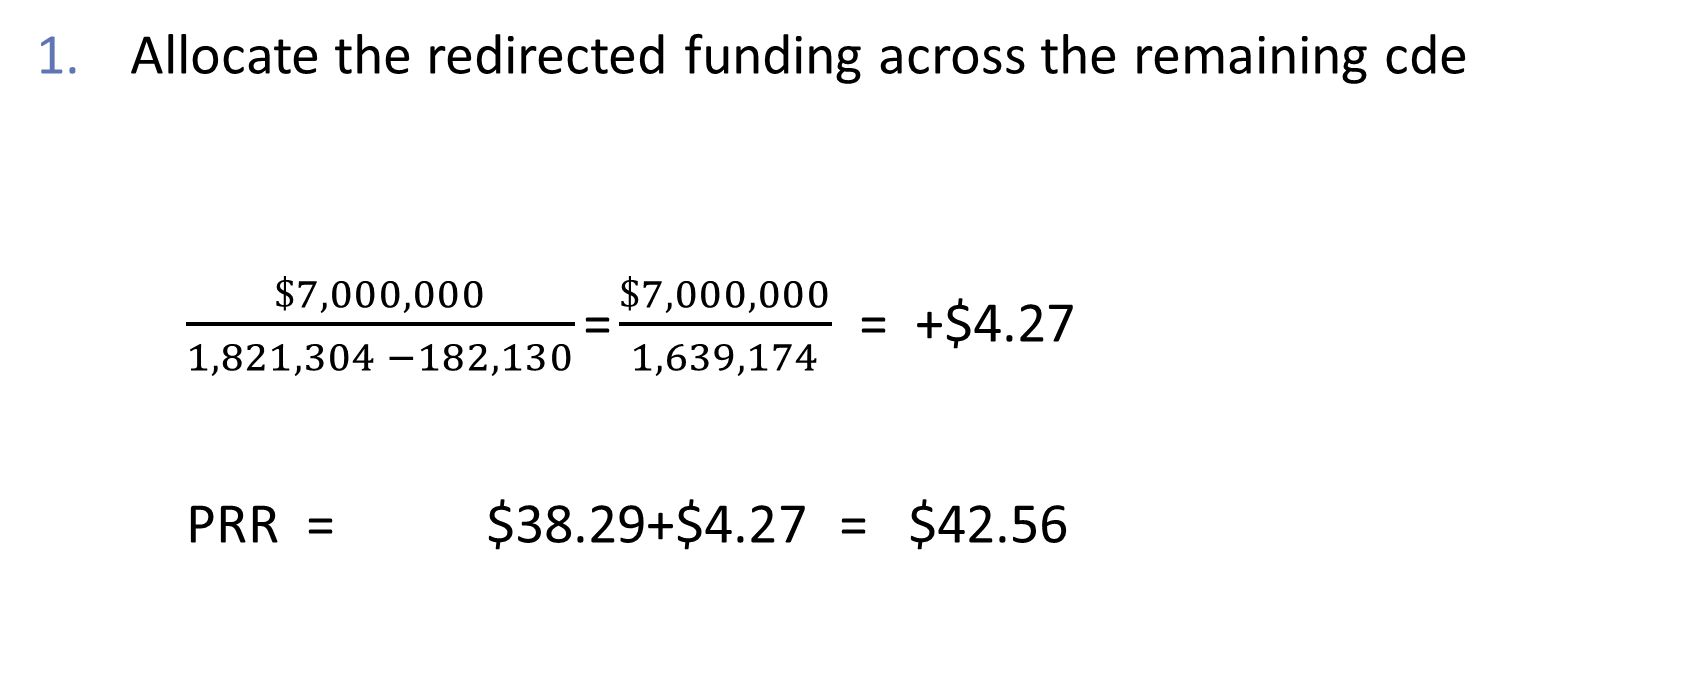 1. Allocate the redirected funding across the remaining cde
$7,000,000 / 1,821,304 −182,130 = $7,000,000 / 1,639,174 = +$4.27
PRR = $38.29+$4.27 = $42.56